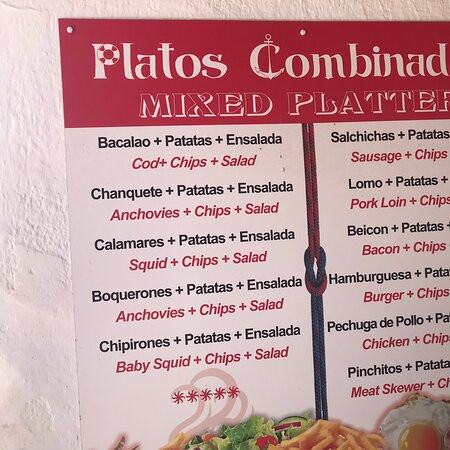 Platos Combinad
MIXED PLATTER
Bacalao + Patatas + Ensalada
Cod+ Chips + Salad
Chanquete + Patatas + Ensalada
Anchovies + Chips + Salad
Calamares + Patatas + Ensalada
Squid + Chips + Salad
Boquerones + Patatas + Ensalada
Anchovies + Chips + Salad
Chipirones + Patatas + Ensalada
Baby Squid + Chips + Salad
Salchichas + Patatas
Sausage + Chips
Lomo + Patatas +
Pork Loin + Chips
Beicon + Patatas +
Bacon + Chips +
Hamburguesa + Pata
Burger + Chips
Pechuga de Pollo + Pata
Chicken + Chips
Pinchitos + Patata
Meat Skewer + Ch